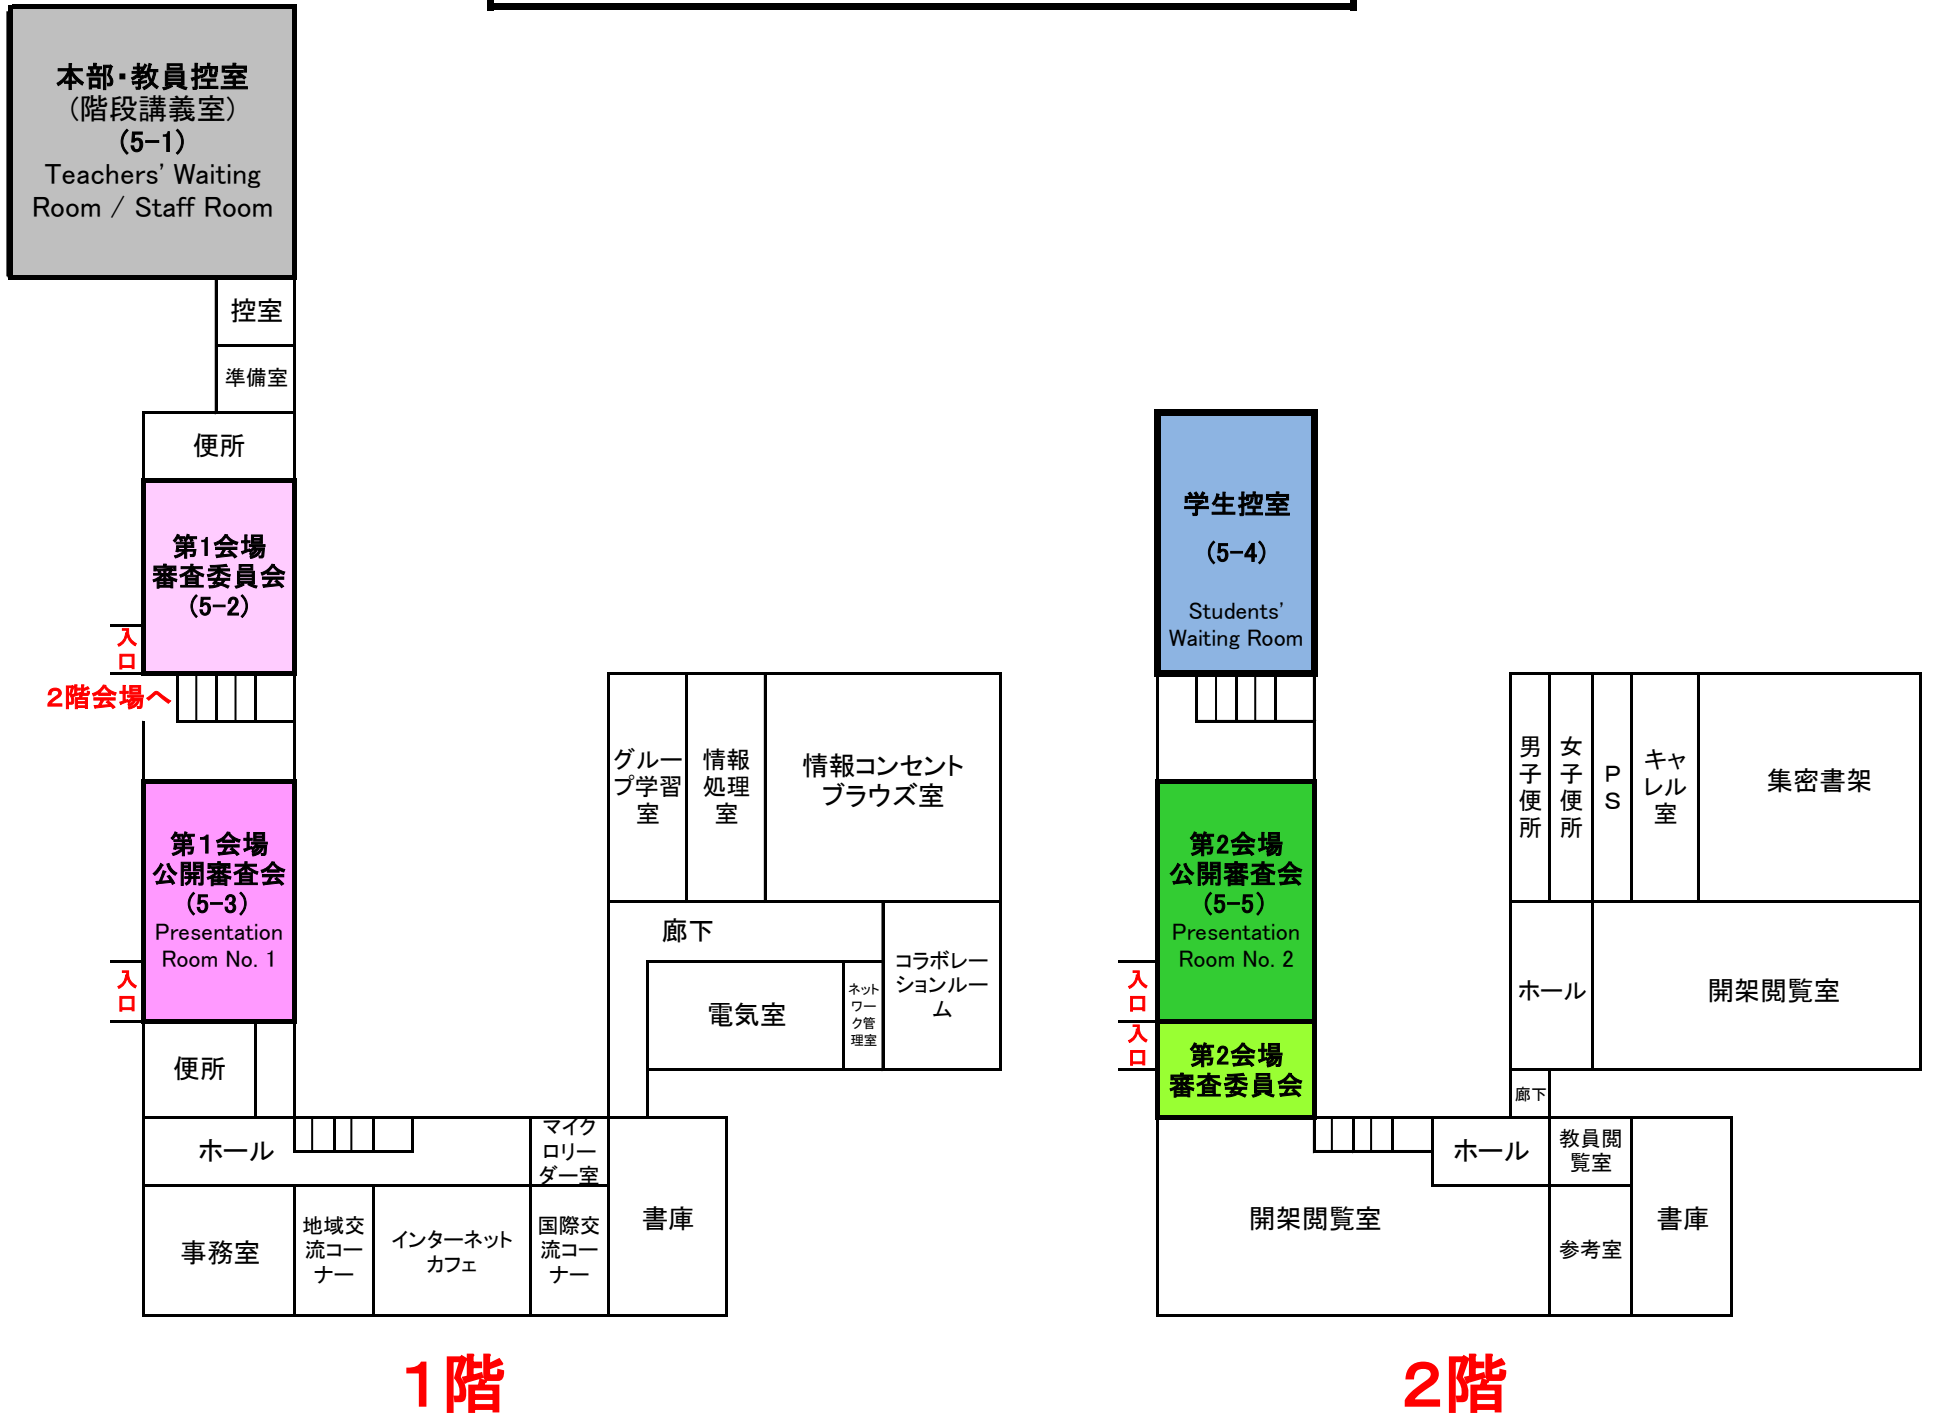 本部・教員控室
(階段講義室)
(5-1)
Teachers' Waiting
Room / Staff Room
控室
準備室
便所
第1会場
審査委員会
(5-2)
入
口
2階会場へ
第1会場
公開審査会
(5-3)
Presentation
Room No. 1
入
口
便所
ホール
マイク
ロリー
ダー室
事務室
地域交
流コー
ナー
インターネット
カフェ
国際交
流コー
ナー
書庫
グルー
プ学習
室
情報
処理
室
情報コンセント
ブラウズ室
廊下
電気室
ネット
ワー
ク管
理室
コラボレー
ションルー
ム
1階
学生控室
(5-4)
Students'
Waiting Room
第2会場
公開審査会
(5-5)
Presentation
Room No. 2
入
口
入
口
第2会場
審査委員会
男
子
便
所
女
子
便
所
P
S
キャ
レル
室
集密書架
ホール
開架閲覧室
廊下
ホール
教員閲
覧室
開架閲覧室
参考室
書庫
2階